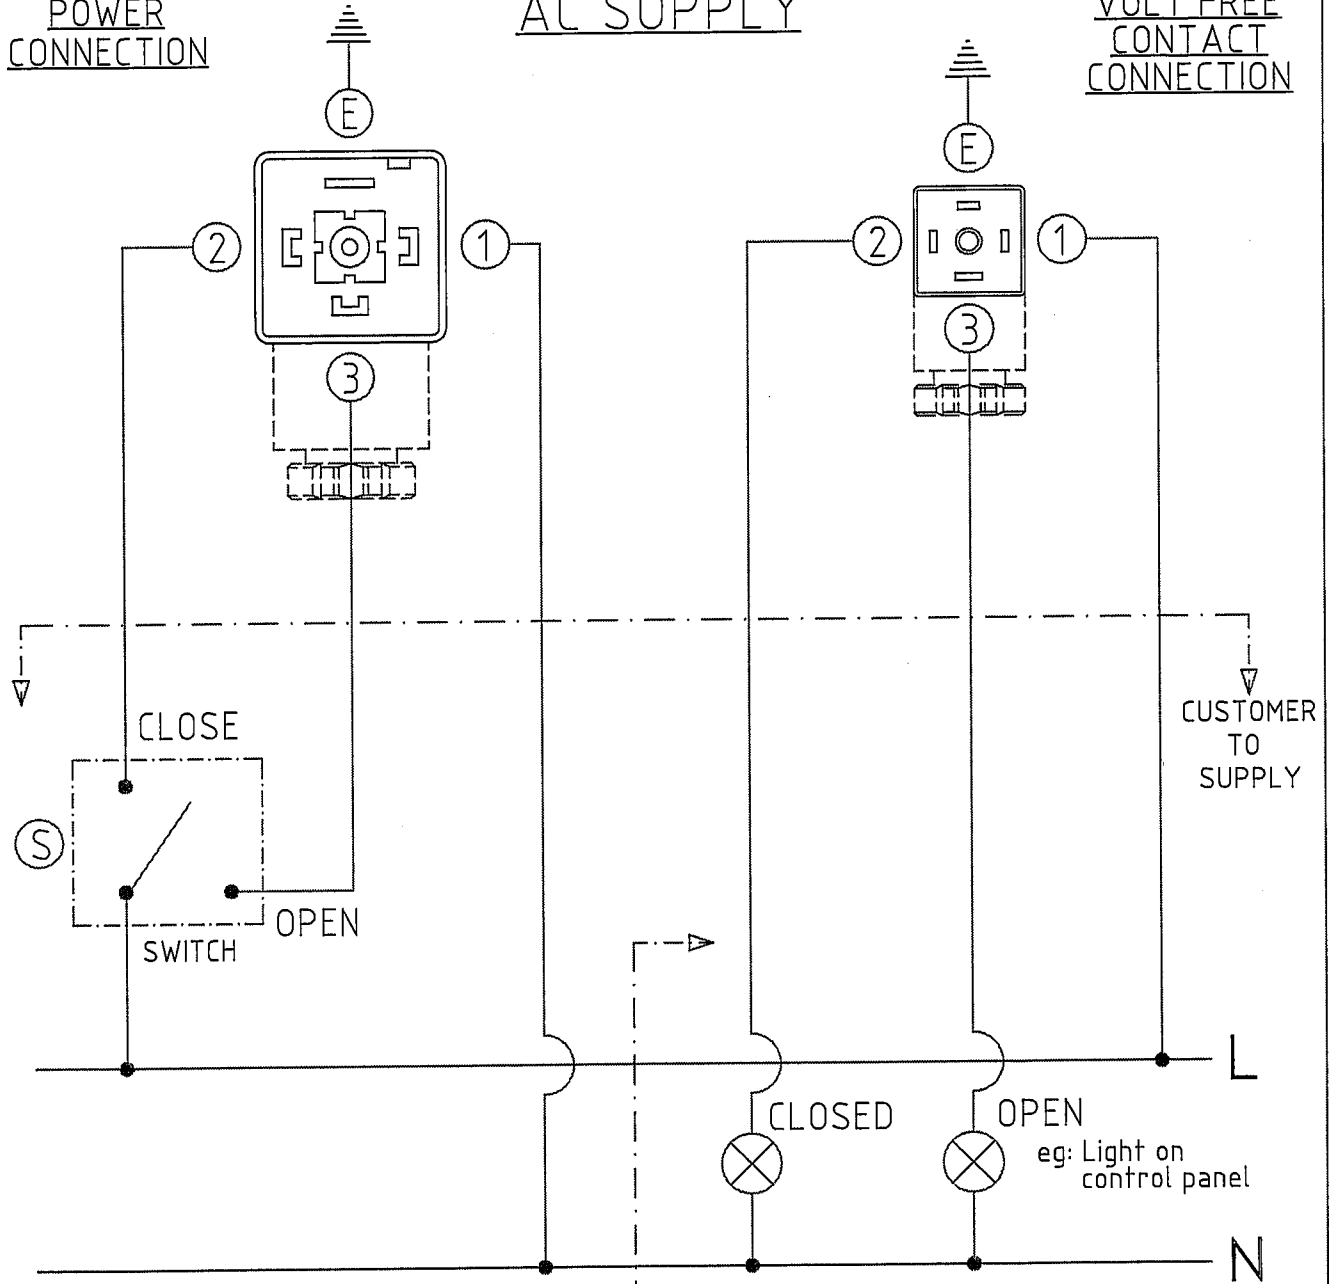 POWER
CONNECTION
AC SUPPLY
VOLT FREE
CONTACT
CONNECTION
E
E
2
1
2
1
3
3
CLOSE
CUSTOMER
TO
SUPPLY
S
OPEN
SWITCH
L
CLOSED
OPEN
eg: Light on
control panel
N